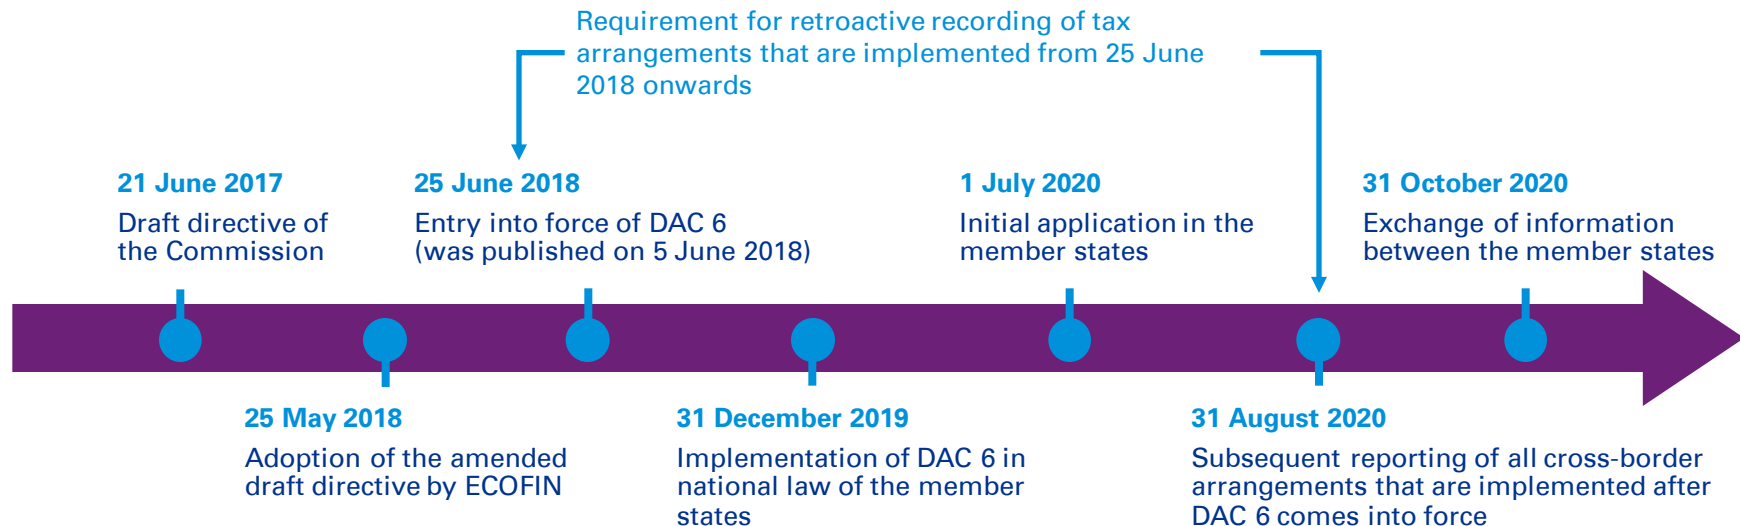 Requirement for retroactive recording of tax
arrangements that are implemented from 25 June
2018 onwards
21 June 2017
Draft directive of
the Commission
25 June 2018
Entry into force of DAC 6
(was published on 5 June 2018)
1 July 2020
Initial application in the
member states
31 October 2020
Exchange of information
between the member states
25 May 2018
Adoption of the amended
draft directive by ECOFIN
31 December 2019
Implementation of DAC 6 in
national law of the member
states
31 August 2020
Subsequent reporting of all cross-border
arrangements that are implemented after
DAC 6 comes into force